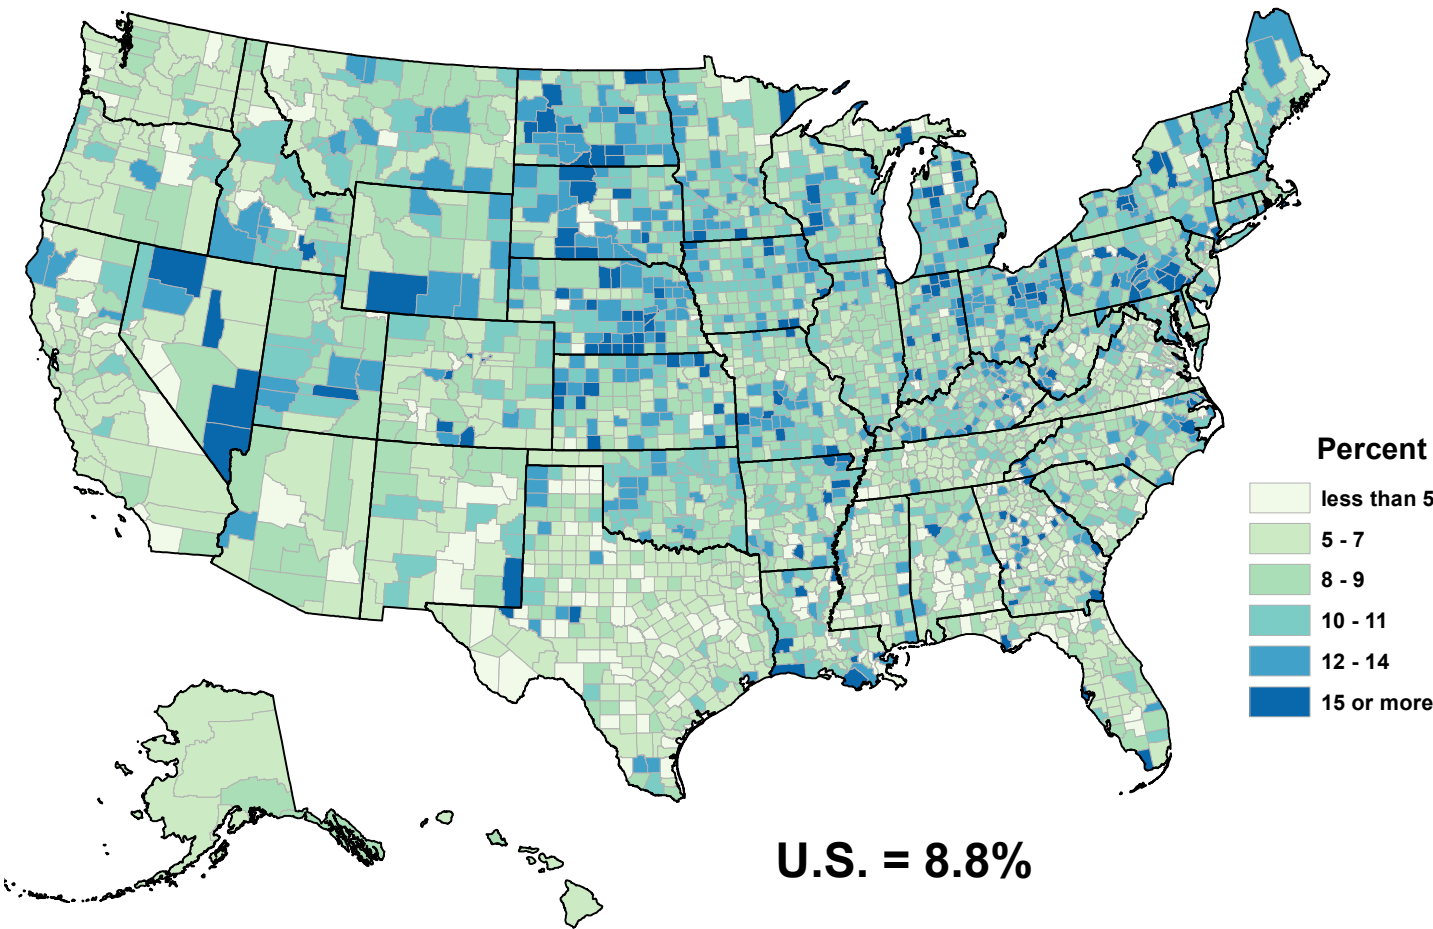 Percent
less than 5
5 - 7
8 - 9
10 - 11
12 - 14
15 or more
U.S. = 8.8%